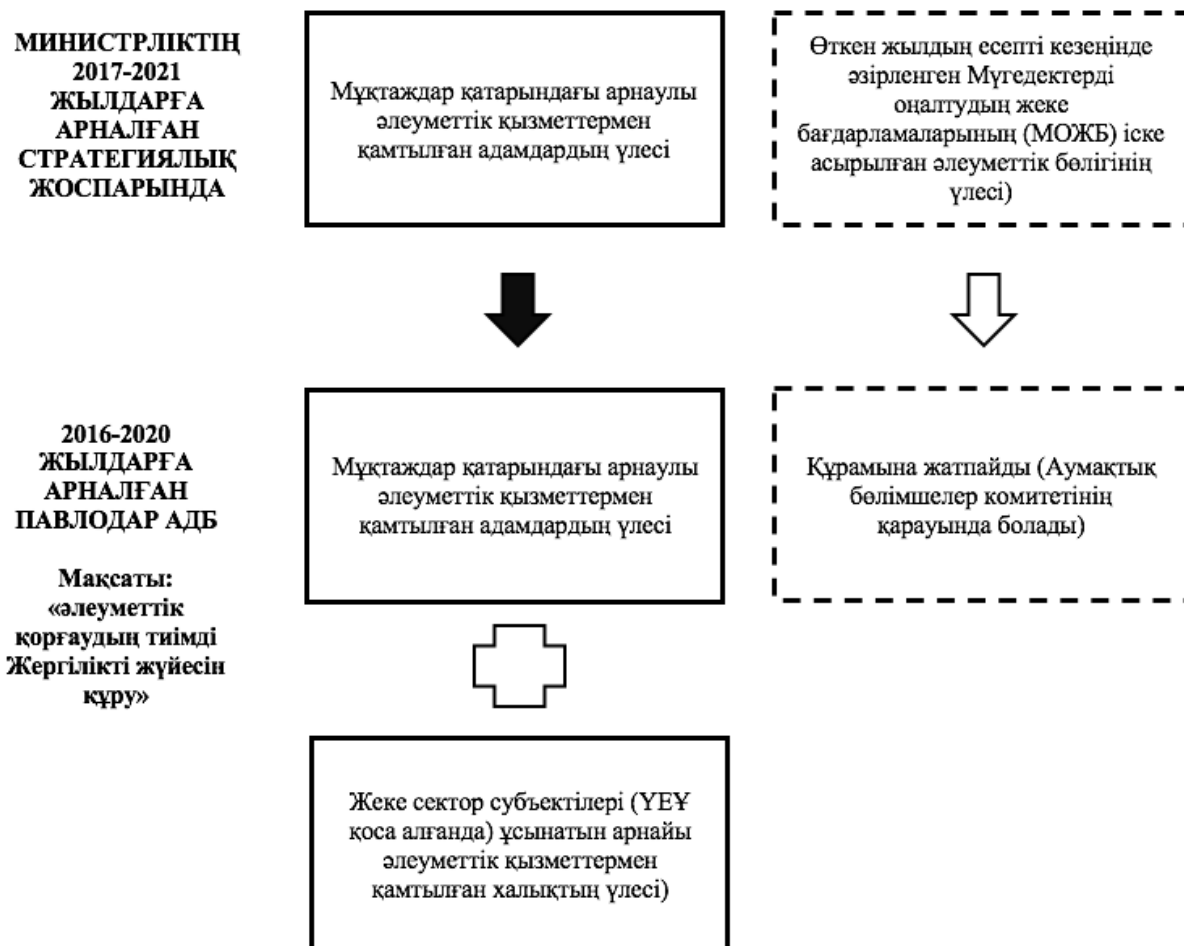 МИНИСТРЛІКТІҢ
2017-2021
ЖЫЛДАРҒА
АРНАЛҒАН
СТРАТЕГИЯЛЫҚ
ЖОСПАРЫНДА
Мұқтаждар қатарындағы арнаулы
әлеуметтік қызметтермен
қамтылған адамдардың үлесі
Өткен жылдың есепті кезеңінде
әзірленген Мүгедектерді
оңалтудың жеке
бағдарламаларының (МОЖБ) іске
асырылған әлеуметтік бөлігінің
үлесі)
2016-2020
ЖЫЛДАРҒА
АРНАЛҒАН
ПАВЛОДАР АДБ
Мақсаты:
«әлеуметтік
қорғаудың тиімді
Жергілікті жүйесін
құру»
Мұқтаждар қатарындағы арнаулы
әлеуметтік қызметтермен
қамтылған адамдардың үлесі
Құрамына жатпайды (Аумақтық
бөлімшелер комитетінің
қарауында болады)
Жеке сектор субъектілері (ҮЕҰ
қоса алғанда) ұсынатын арнайы
әлеуметтік қызметтермен
қамтылған халықтың үлесі)